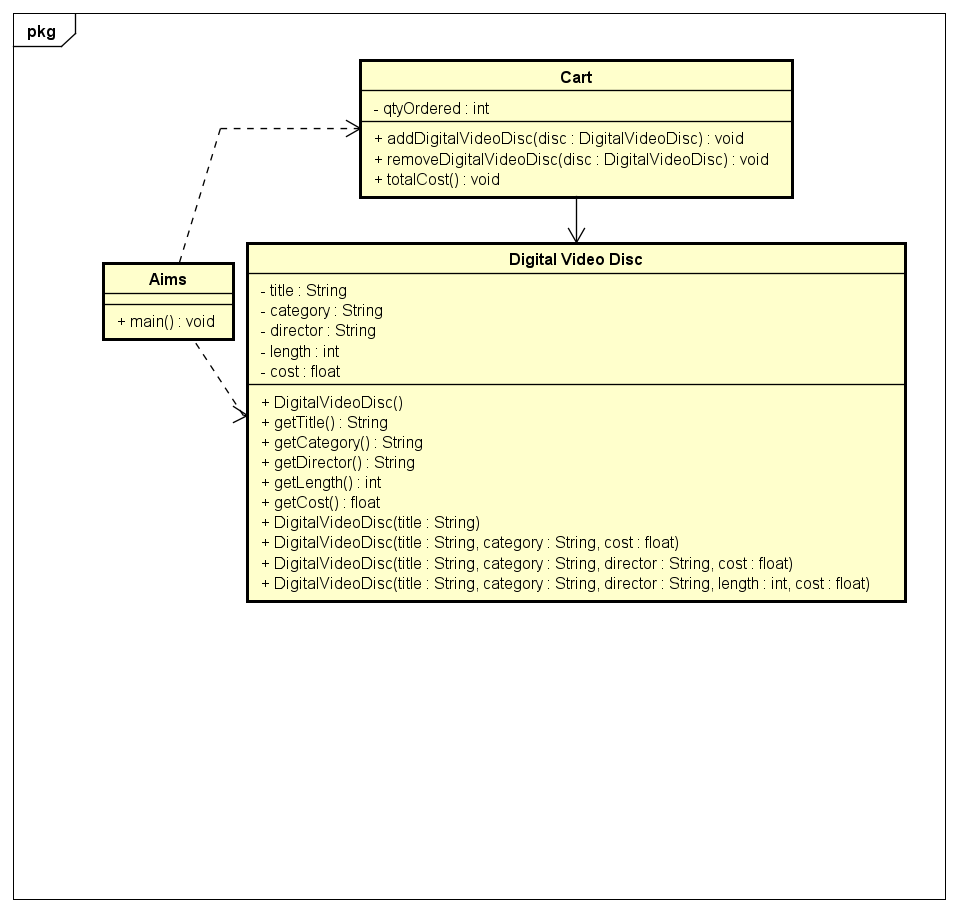 pkg
Cart
- qtyOrdered : int
+ addDigitalVideoDisc(disc : DigitalVideoDisc) : void
+ removeDigitalVideoDisc(disc : DigitalVideoDisc) : void
+ totalCost() : void
Aims
+ main() : void
Digital Video Disc
- title : String
- category : String
- director : String
- length : int
- cost : float
+ DigitalVideoDisc()
+ getTitle() : String
+ getCategory() : String
+ getDirector() : String
+ getLength() : int
+ getCost() : float
+ DigitalVideoDisc(title : String)
+ DigitalVideoDisc(title : String, category : String, cost : float)
+ DigitalVideoDisc(title : String, category : String, director : String, cost : float)
+ DigitalVideoDisc(title : String, category : String, director : String, length : int, cost : float)